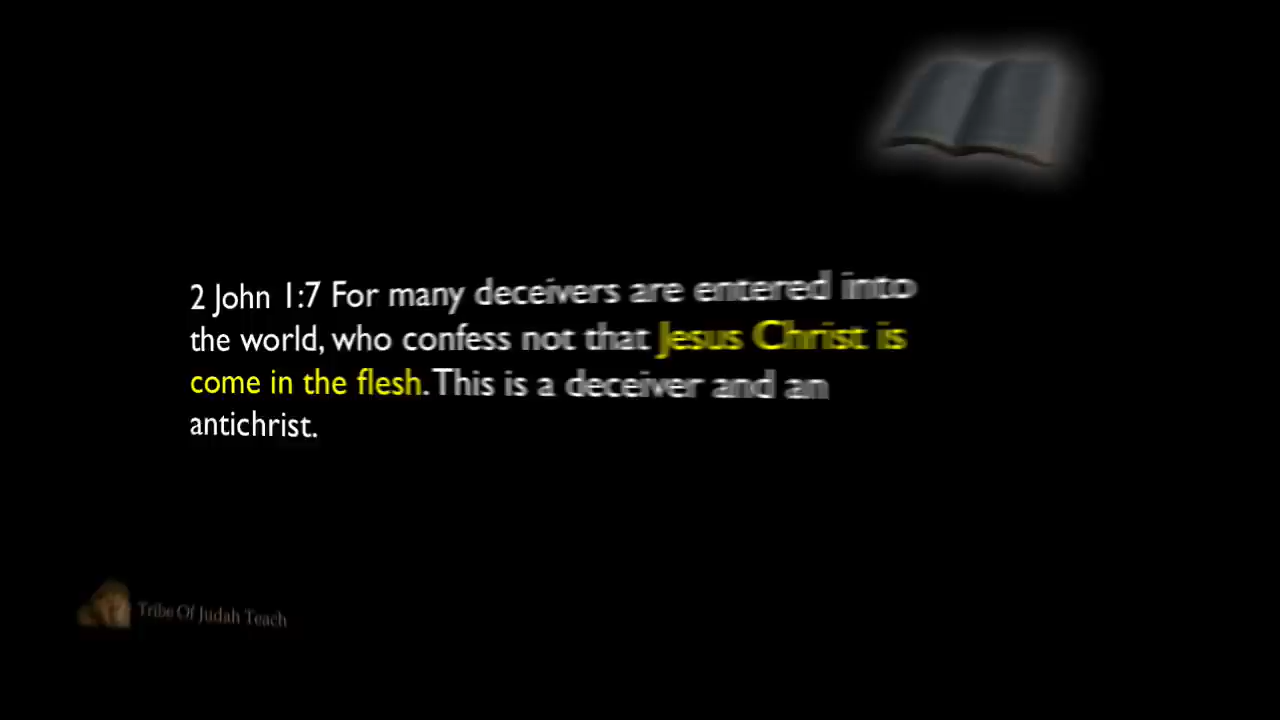 2 John 1:7 For many deceivers are entered into
the world, who confess not that Jesus Christ is
come in the flesh. This is a deceiver and an
antichrist.
Tribe Of Judah Teach